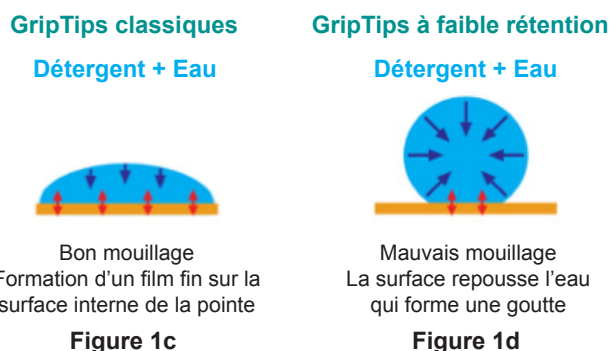 GripTips classiques
Détergent + Eau
Bon mouillage
Formation d'un film fin sur la
surface interne de la pointe
Figure 1c
GripTips à faible rétention
Détergent + Eau
Mauvais mouillage
La surface repousse l'eau
qui forme une goutte
Figure 1d